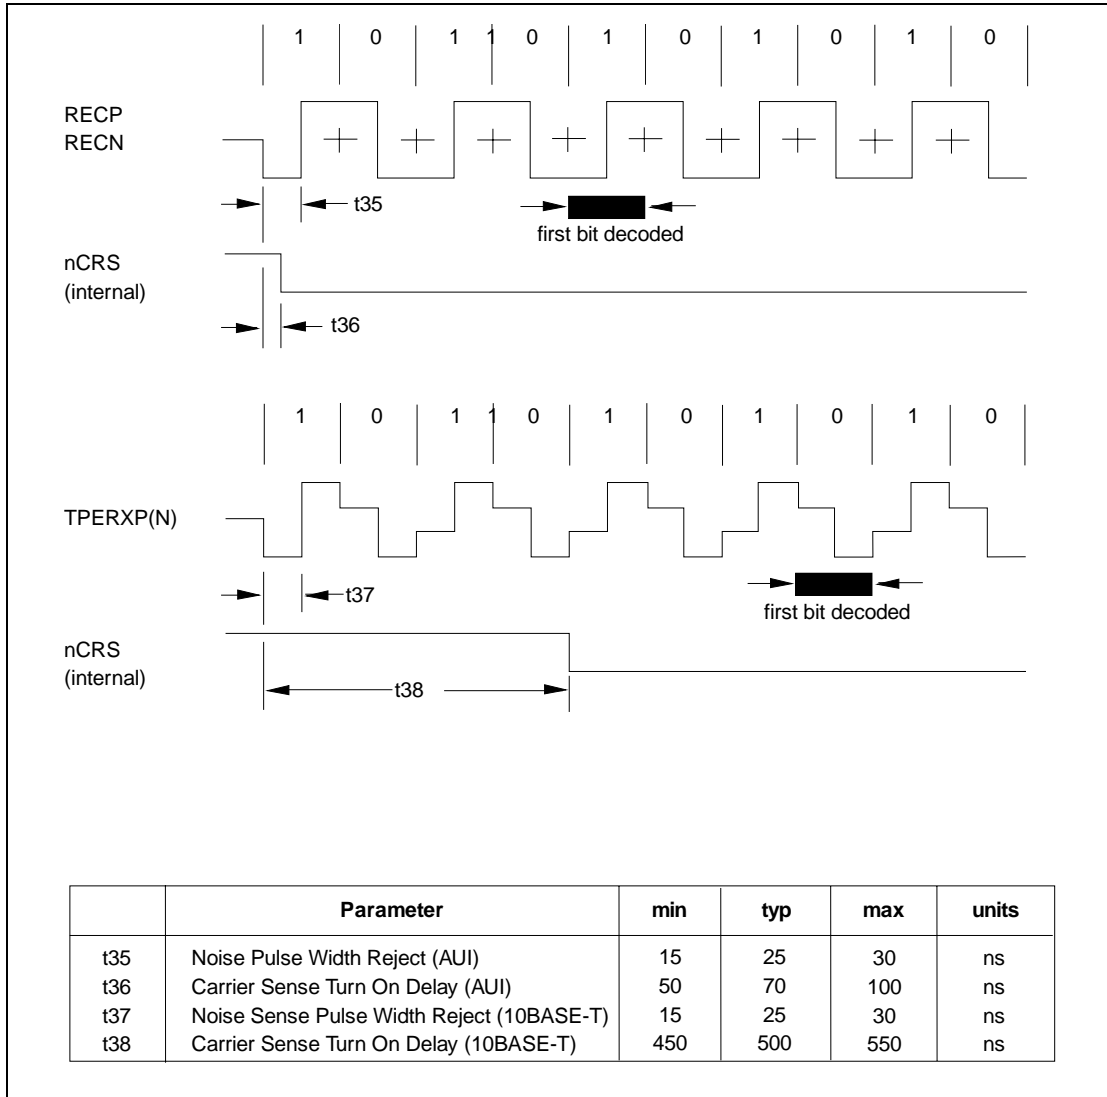 1 0 1 1 0 1 0 1 0 1 0
RECP
RECN
t35
first bit decoded
nCRS
(internal)
t36
1 0 1 1 0 1 0 1 0 1 0
TPERXP(N)
t37
first bit decoded
nCRS
(internal)
t38
Parameter min typ max units
t35 Noise Pulse Width Reject (AUI) 15 25 30 ns
t36 Carrier Sense Turn On Delay (AUI) 50 70 100 ns
t37 Noise Sense Pulse Width Reject (10BASE-T) 15 25 30 ns
t38 Carrier Sense Turn On Delay (10BASE-T) 450 500 550 ns